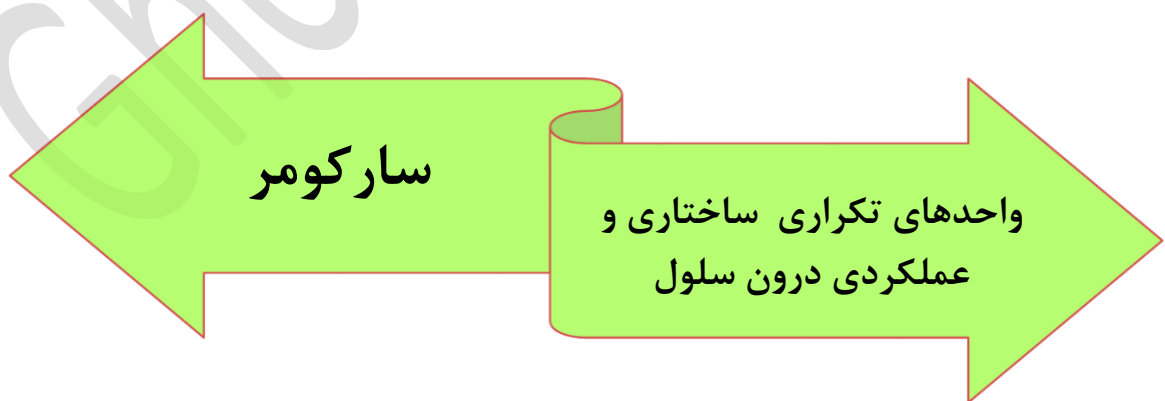 سارکومر
واحدهای تکراری ساختاری و
عملکردی درون سلول